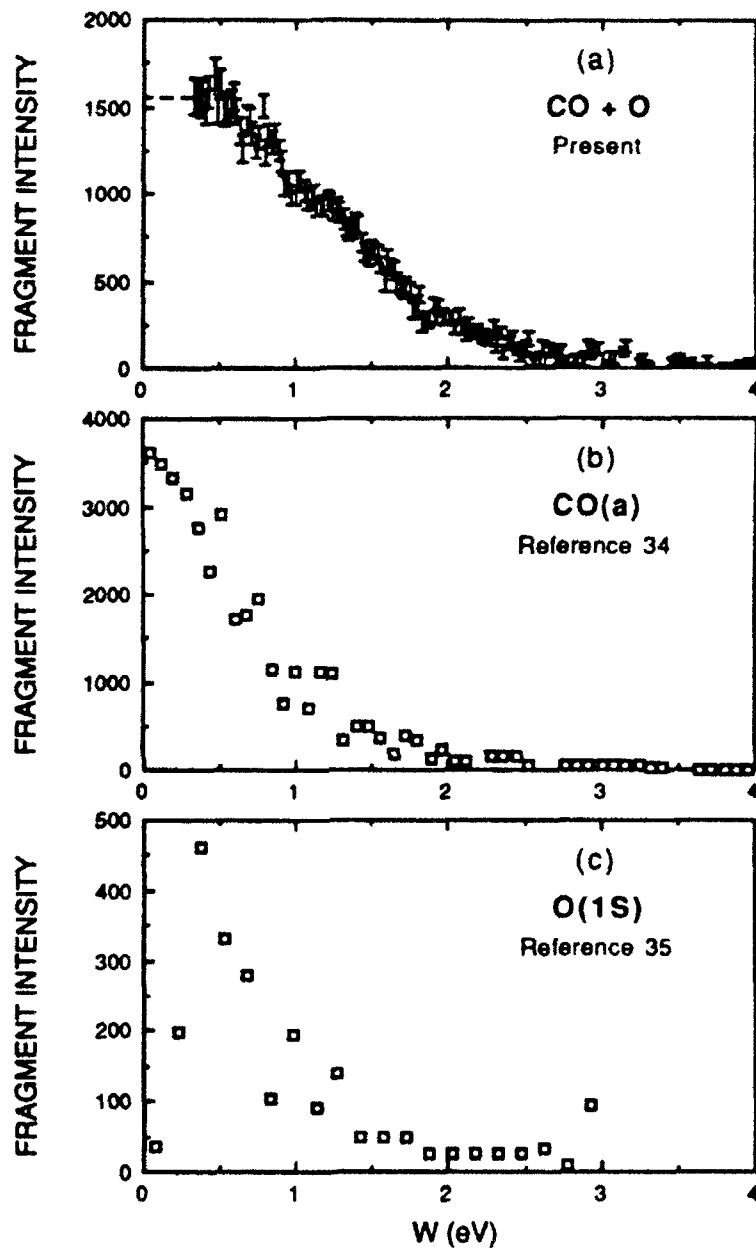 2000
1500
1000
500
0
FRAGMENT INTENSITY
(a)
CO + O
Present
0 1 2 3 4
4000
3000
2000
1000
0
FRAGMENT INTENSITY
(b)
CO(a)
Reference 34
0 1 2 3 4
500
400
300
200
100
0
FRAGMENT INTENSITY
(c)
O(1S)
Reference 35
0 1 2 3 4
W (eV)